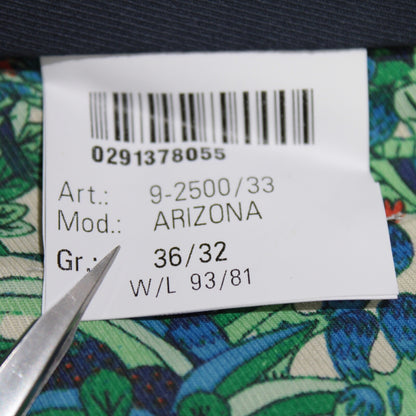 0291378055
Art.: 9-2500/33
Mod.: ARIZONA
Gr.: 36/32
W/L 93/81